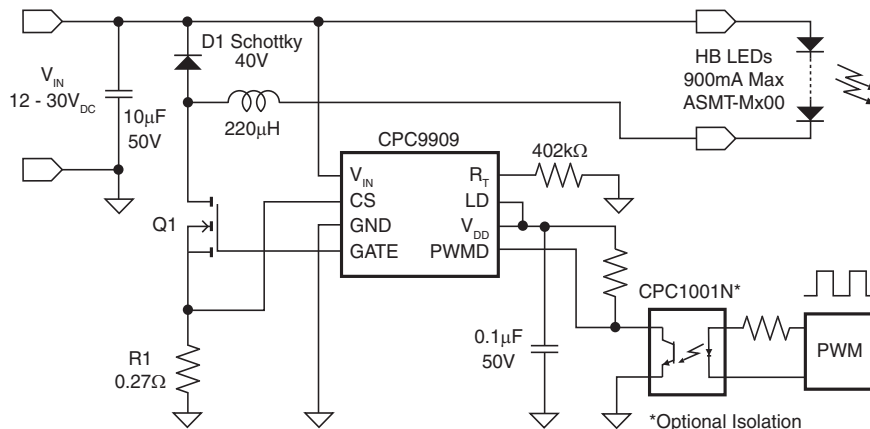 D1 Schottky
40V
V_IN
12 - 30V_DC
10µF
50V
220µH
HB LEDs
900mA Max
ASMT-Mx00
CPC9909
V_IN
CS
GND
GATE
R_T
LD
V_DD
PWMD
402kΩ
Q1
R1
0.27Ω
0.1µF
50V
CPC1001N*
PWM
*Optional Isolation